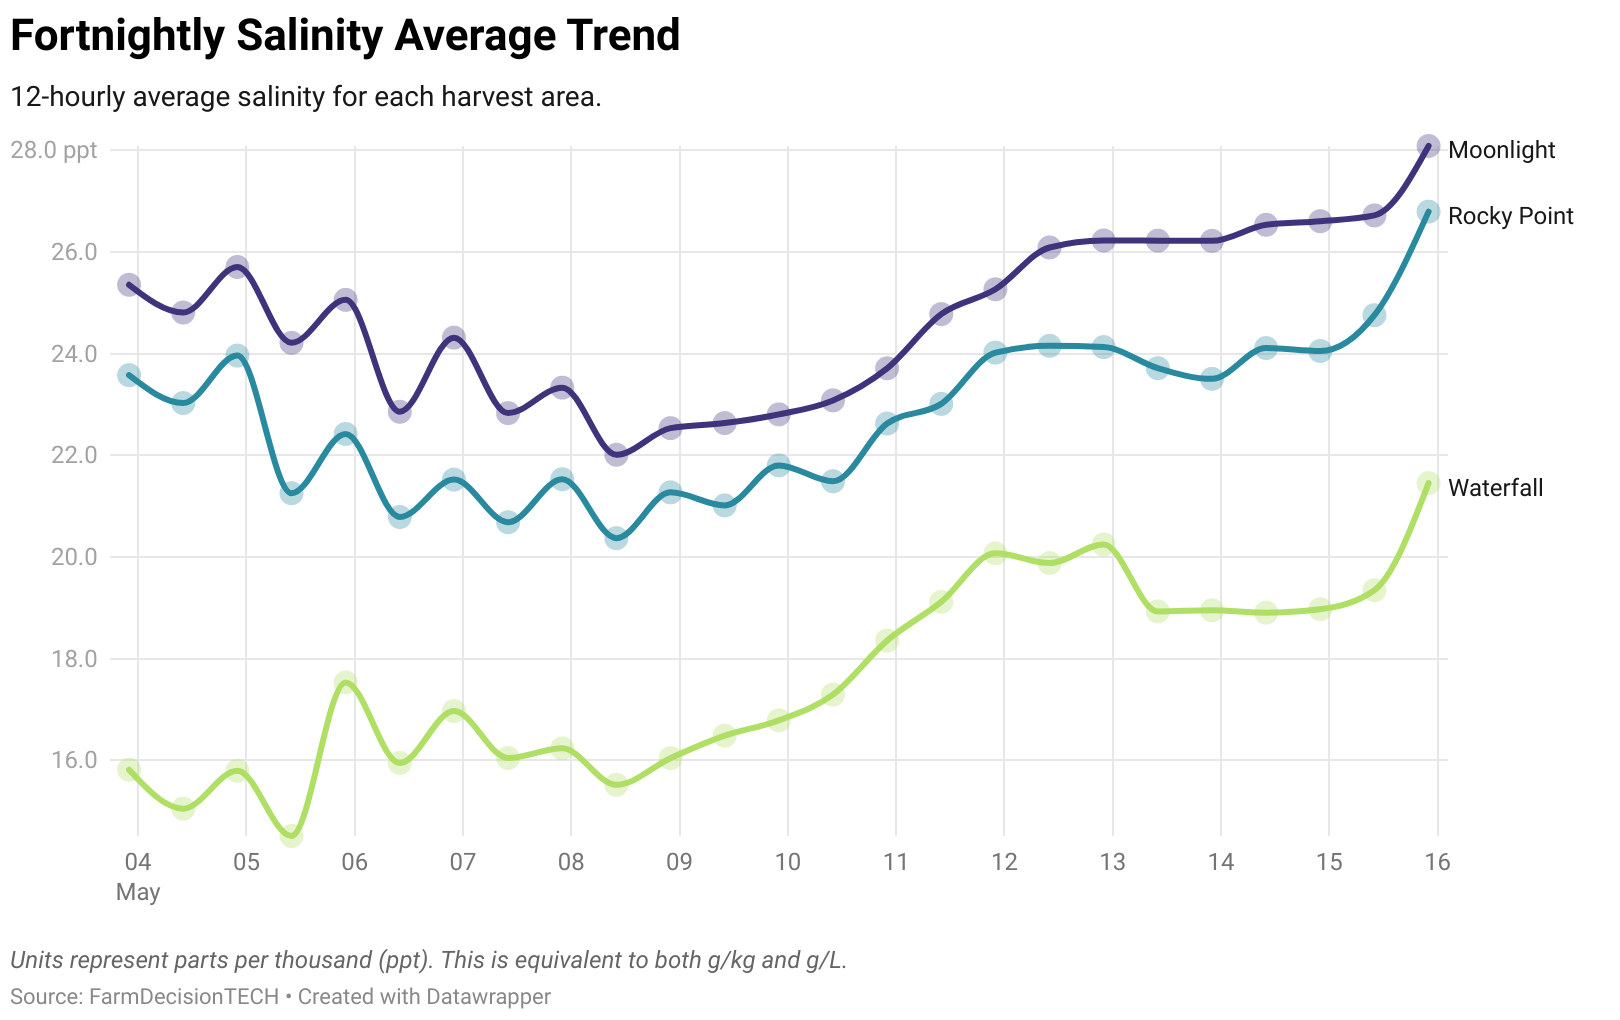 Fortnightly Salinity Average Trend
12-hourly average salinity for each harvest area.
28.0 ppt
26.0
24.0
22.0
20.0
18.0
16.0
Moonlight
Rocky Point
Waterfall
04 05 06 07 08 09 10 11 12 13 14 15 16
May
Units represent parts per thousand (ppt). This is equivalent to both g/kg and g/L.
Source: FarmDecisionTECH • Created with Datawrapper